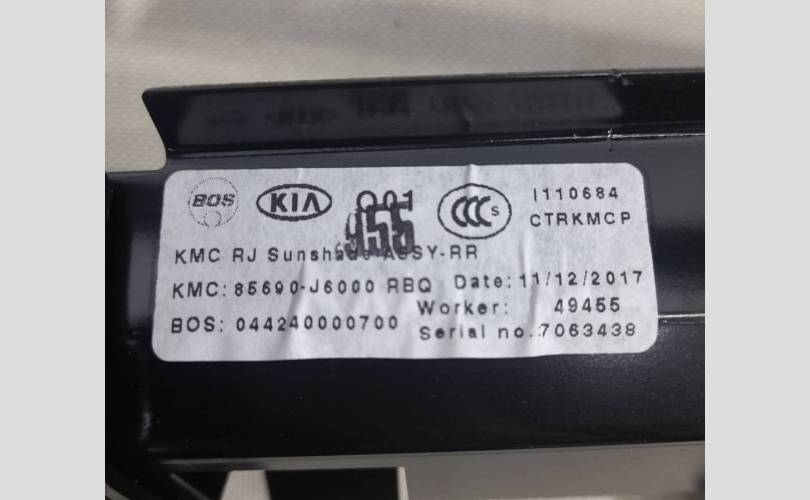 BOS KIA CCC S I110684
CTRKMCP
KMC RJ Sunshade ASSY-RR
KMC: 85690-J6000 RBQ Date: 11/12/2017
Worker: 49455
BOS: 044240000700 Serial no.:7063438